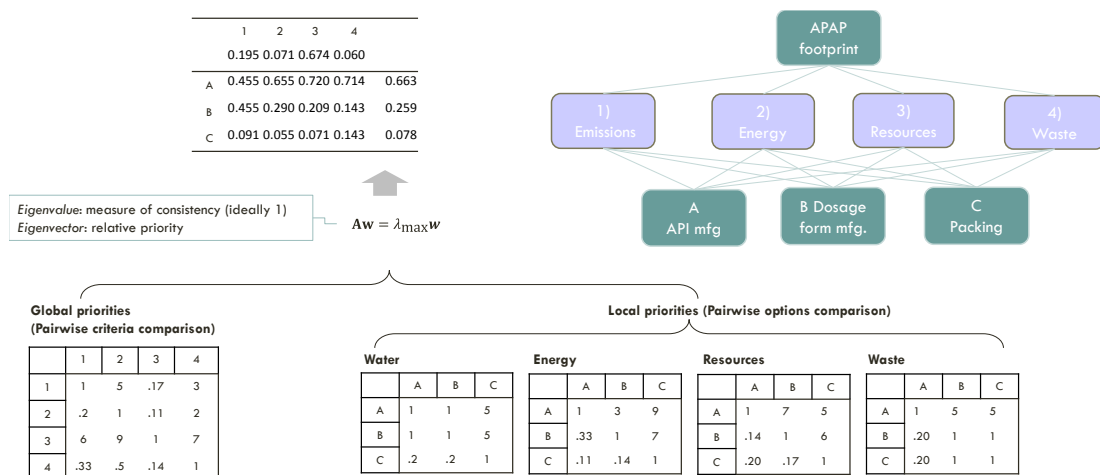 1 2 3 4
0.195 0.071 0.674 0.060
A 0.455 0.655 0.720 0.714 0.663
B 0.455 0.290 0.209 0.143 0.259
C 0.091 0.055 0.071 0.143 0.078
APAP
footprint
1)
Emissions
2)
Energy
3)
Resources
4)
Waste
A
API mfg
B Dosage
form mfg.
C
Packing
Eigenvalue: measure of consistency (ideally 1)
Eigenvector: relative priority
Aw = λmaxw
Global priorities
(Pairwise criteria comparison)
1 2 3 4
1 1 5 .17 3
2 .2 1 .11 2
3 6 9 1 7
4 .33 .5 .14 1
Local priorities (Pairwise options comparison)
Water
A B C
A 1 1 5
B 1 1 5
C .2 .2 1
Energy
A B C
A 1 3 9
B .33 1 7
C .11 .14 1
Resources
A B C
A 1 7 5
B .14 1 6
C .20 .17 1
Waste
A B C
A 1 5 5
B .20 1 1
C .20 1 1